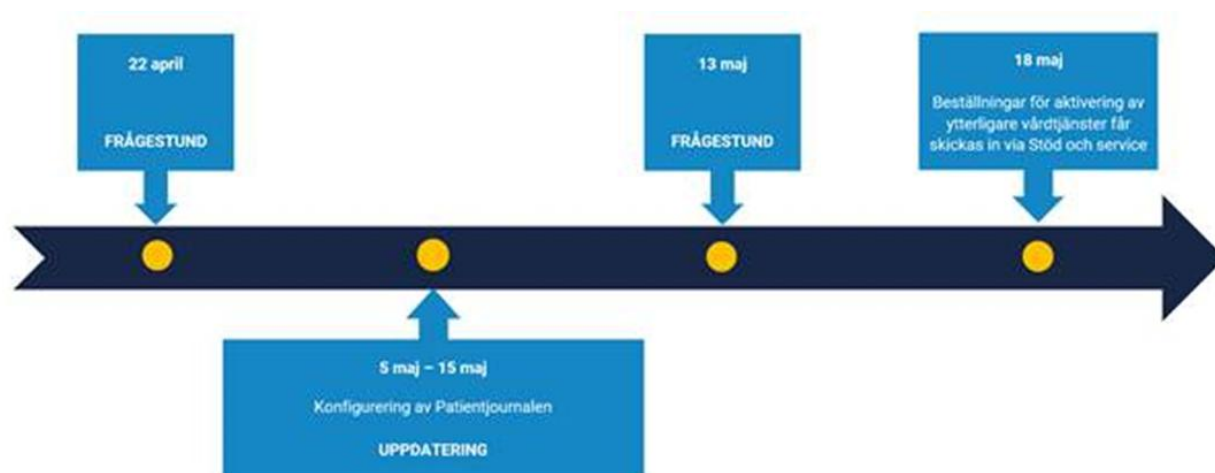 22 april
FRÅGESTUND
13 maj
FRÅGESTUND
18 maj
Beställningar för aktivering av
ytterligare vårdtjänster får
skickas in via Stöd och service
5 maj – 15 maj
Konfigurering av Patientjournalen
UPPDATERING